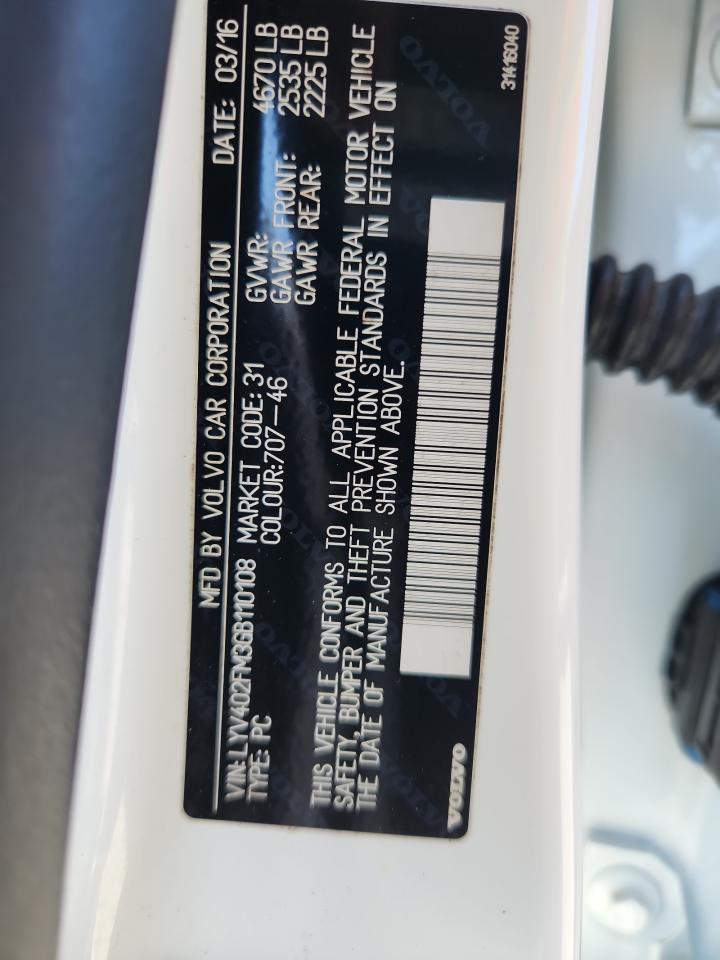 MFD BY VOLVO CAR CORPORATION DATE: 03/16
VIN: LYV402FM3GB110108 MARKET CODE: 31 GVWR: 4670 LB
TYPE: PC COLOUR:707-46 GAWR FRONT: 2535 LB
GAWR REAR: 2225 LB
THIS VEHICLE CONFORMS TO ALL APPLICABLE FEDERAL MOTOR VEHICLE
SAFETY, BUMPER AND THEFT PREVENTION STANDARDS IN EFFECT ON
THE DATE OF MANUFACTURE SHOWN ABOVE.
VOLVO
31416040